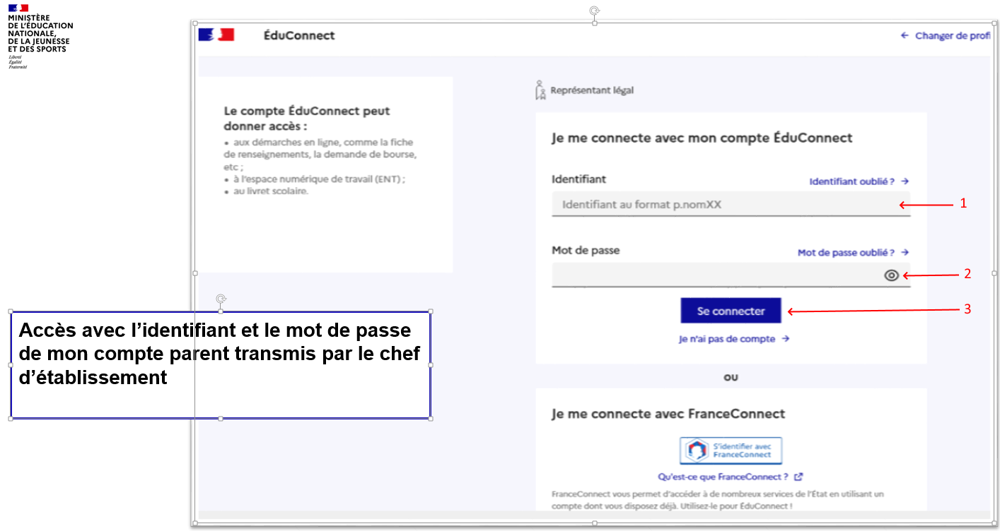 MINISTÈRE
DE L'ÉDUCATION
NATIONALE,
DE LA JEUNESSE
ET DES SPORTS
Liberté
Égalité
Fraternité
ÉduConnect
Changer de profi
Le compte ÉduConnect peut
donner accès :
• aux démarches en ligne, comme la fiche
de renseignements, la demande de bourse,
etc ;
• à l'espace numérique de travail (ENT) ;
• au livret scolaire.
Accès avec l’identifiant et le mot de passe
de mon compte parent transmis par le chef
d’établissement
Représentant légal
Je me connecte avec mon compte ÉduConnect
Identifiant
Identifiant oublié ? →
Identifiant au format p.nomXX
1
Mot de passe
Mot de passe oublié ? →
2
Se connecter
3
Je n'ai pas de compte →
OU
Je me connecte avec FranceConnect
S'identifier avec
FranceConnect
Qu'est-ce que FranceConnect ?
FranceConnect vous permet d'accéder à de nombreux services de l'État en utilisant un
compte dont vous disposez déjà. Utilisez-le pour ÉduConnect !